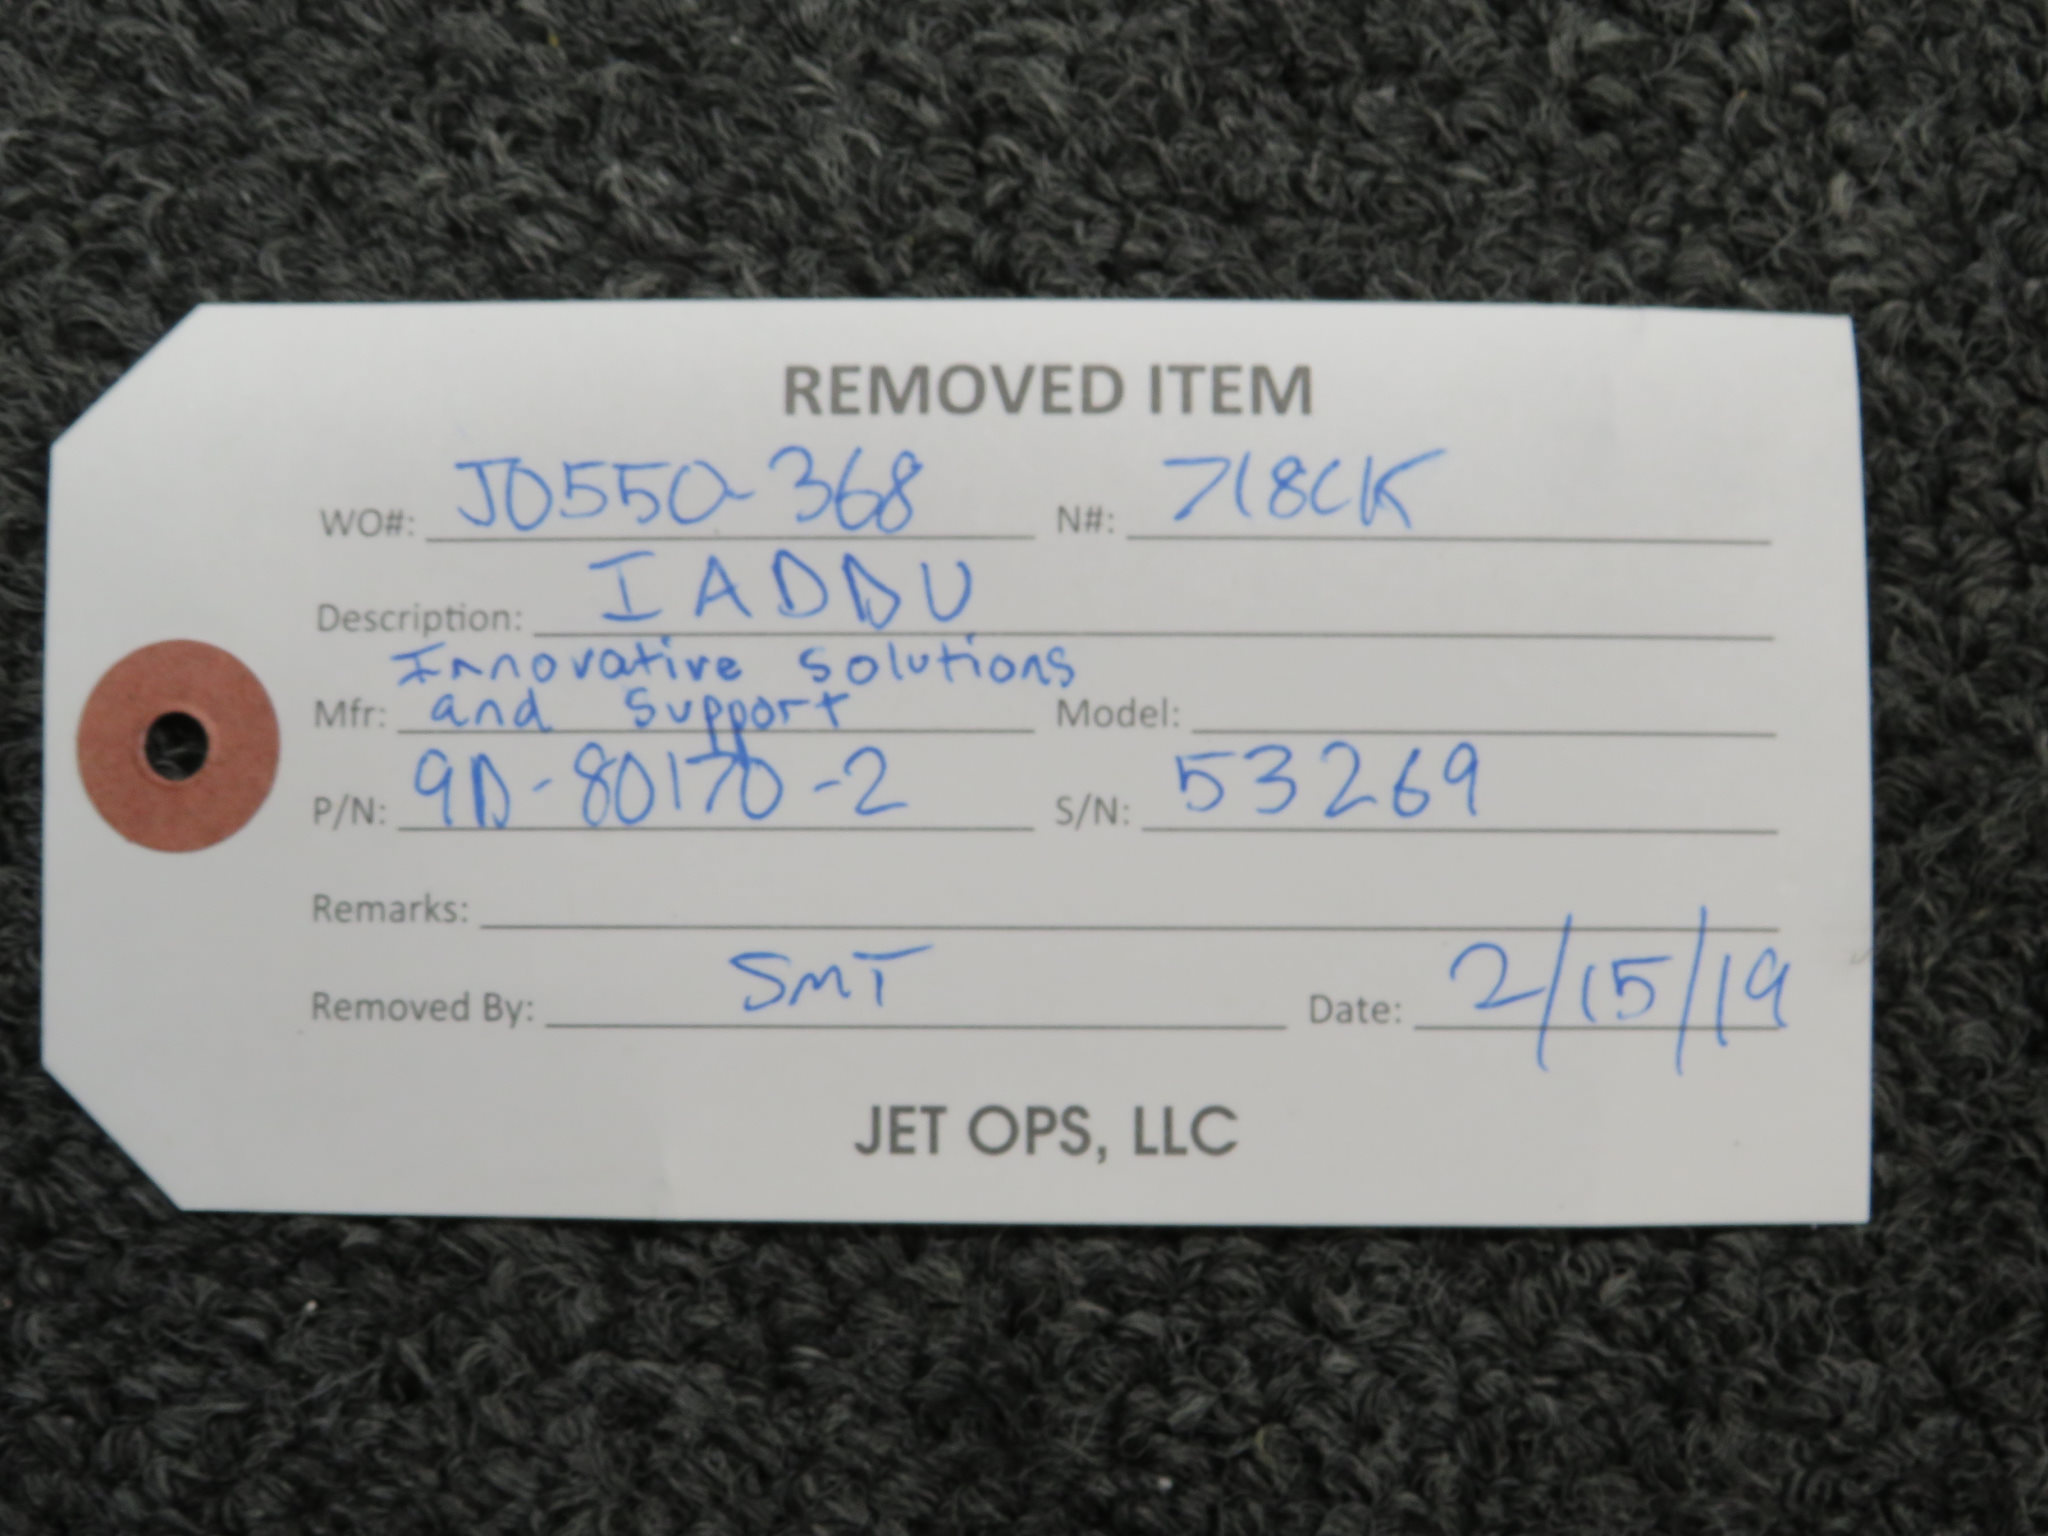 REMOVED ITEM
WO#: J0550-368 N#: 718CK
Description: IADDU
Innovative Solutions
Mfr: and Support Model:
P/N: 9D-80170-2 S/N: 53269
Remarks:
Removed By: SMT Date: 2/15/19
JET OPS, LLC